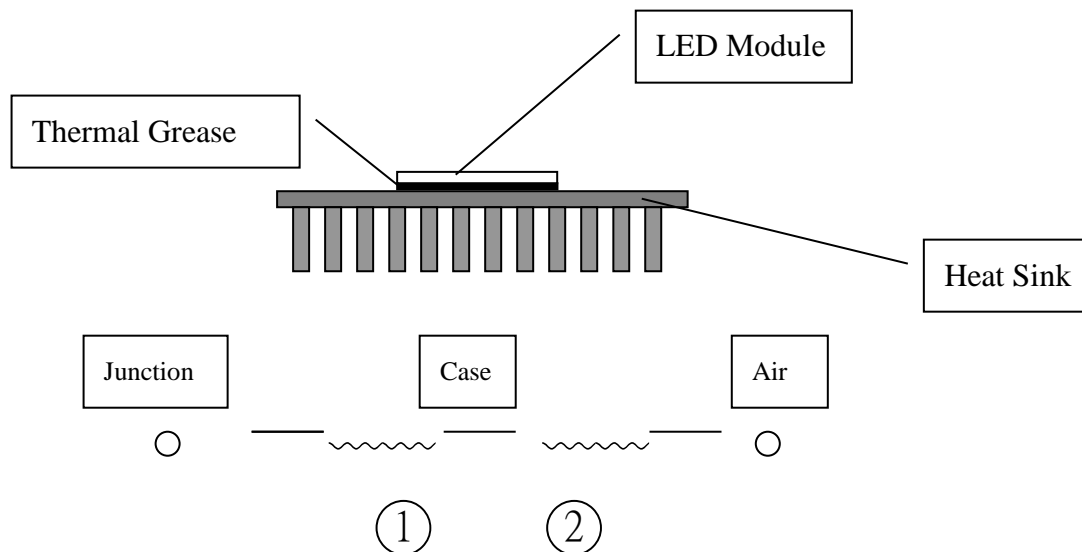 LED Module
Thermal Grease
Heat Sink
Junction
Case
Air
① ②